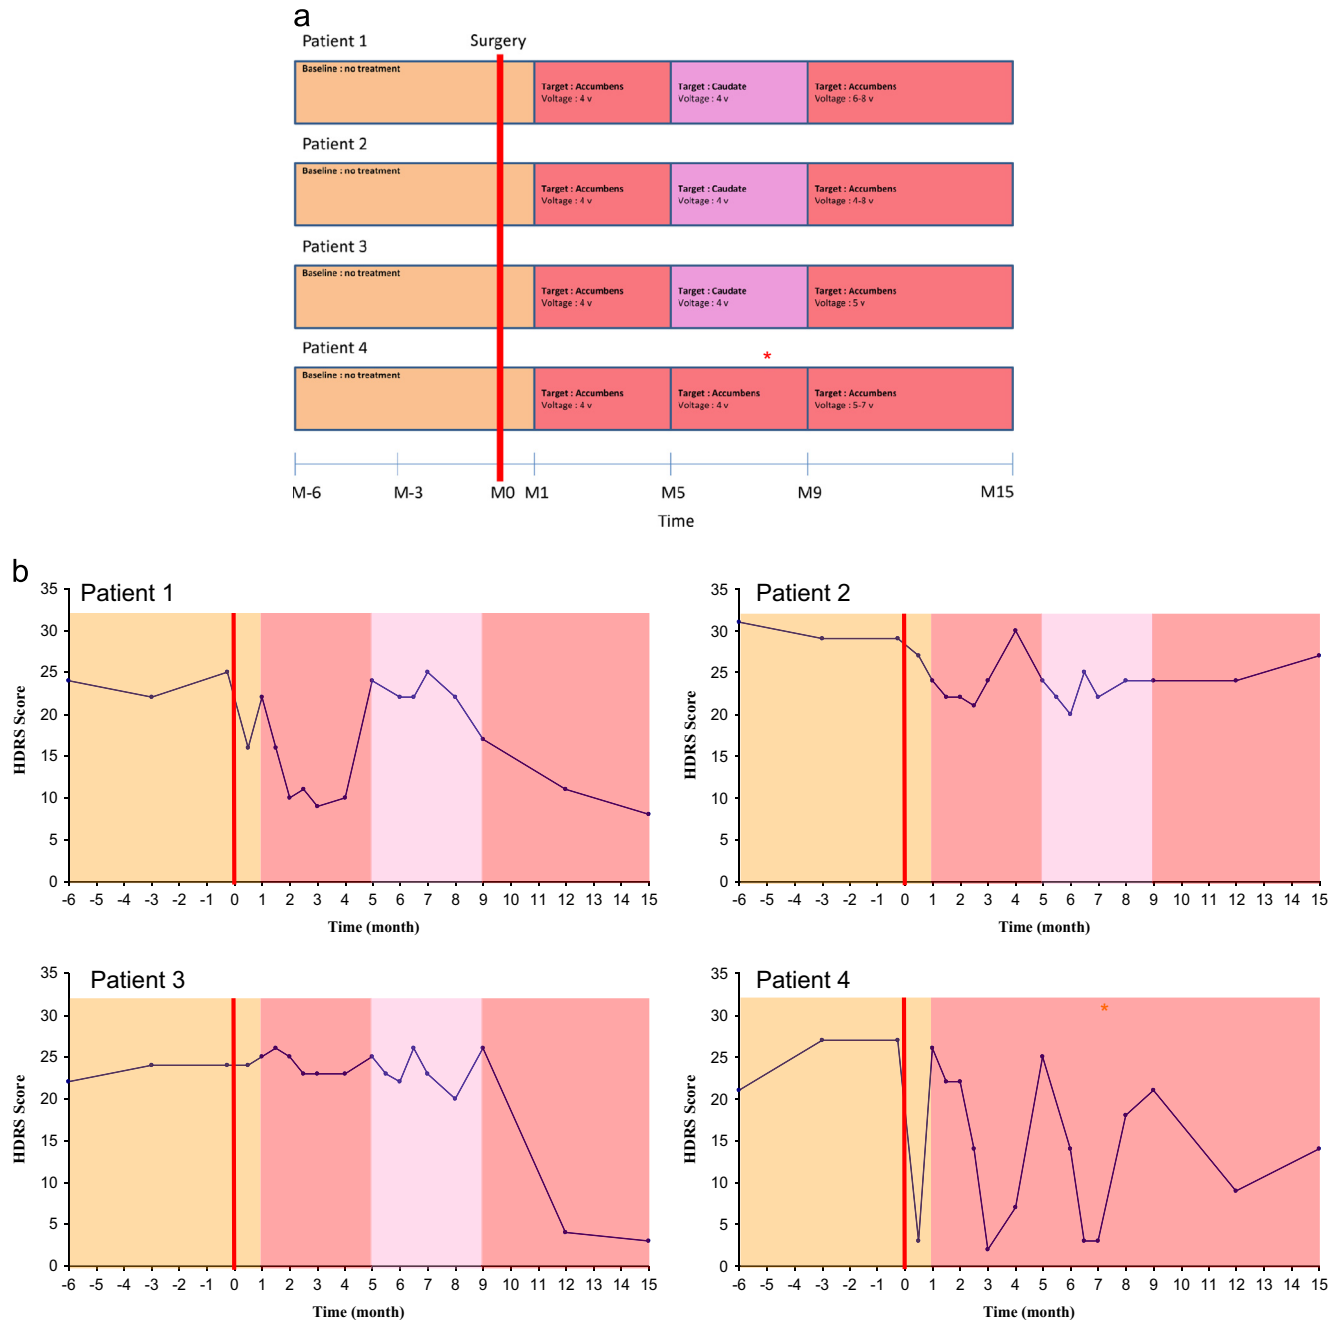 a
Patient 1
Surgery
Baseline : no treatment
Target : Accumbens
Voltage : 4 v
Target : Caudate
Voltage : 4 v
Target : Accumbens
Voltage : 6-8 v
Patient 2
Baseline : no treatment
Target : Accumbens
Voltage : 4 v
Target : Caudate
Voltage : 4 v
Target : Accumbens
Voltage : 4-8 v
Patient 3
Baseline : no treatment
Target : Accumbens
Voltage : 4 v
Target : Caudate
Voltage : 4 v
Target : Accumbens
Voltage : 5 v
Patient 4
*
Baseline : no treatment
Target : Accumbens
Voltage : 4 v
Target : Accumbens
Voltage : 4 v
Target : Accumbens
Voltage : 5-7 v
M-6 M-3 M0 M1 M5 M9 M15
Time
b
Patient 1
HDRS Score
35
30
25
20
15
10
5
0
-6 -5 -4 -3 -2 -1 0 1 2 3 4 5 6 7 8 9 10 11 12 13 14 15
Time (month)
Patient 2
HDRS Score
35
30
25
20
15
10
5
0
-6 -5 -4 -3 -2 -1 0 1 2 3 4 5 6 7 8 9 10 11 12 13 14 15
Time (month)
Patient 3
HDRS Score
35
30
25
20
15
10
5
0
-6 -5 -4 -3 -2 -1 0 1 2 3 4 5 6 7 8 9 10 11 12 13 14 15
Time (month)
Patient 4
*
HDRS Score
35
30
25
20
15
10
5
0
-6 -5 -4 -3 -2 -1 0 1 2 3 4 5 6 7 8 9 10 11 12 13 14 15
Time (month)